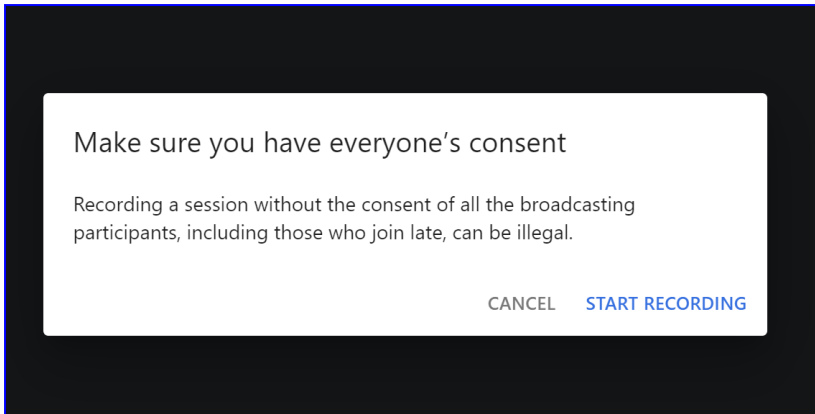 Make sure you have everyone’s consent
Recording a session without the consent of all the broadcasting
participants, including those who join late, can be illegal.
CANCEL START RECORDING